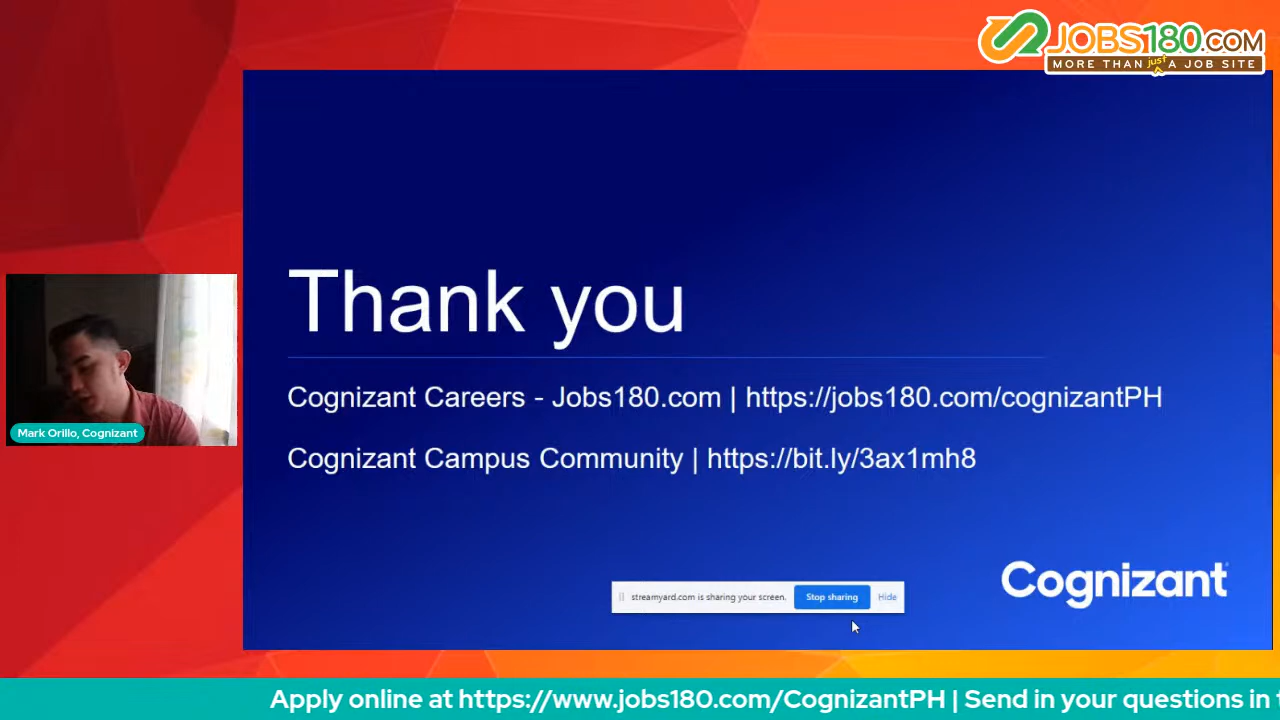 JOBS180.COM
MORE THAN just A JOB SITE
Thank you
Cognizant Careers - Jobs180.com | https://jobs180.com/cognizantPH
Cognizant Campus Community | https://bit.ly/3ax1mh8
Mark Orillo, Cognizant
Cognizant
streamyard.com is sharing your screen. Stop sharing Hide
Apply online at https://www.jobs180.com/CognizantPH | Send in your questions in